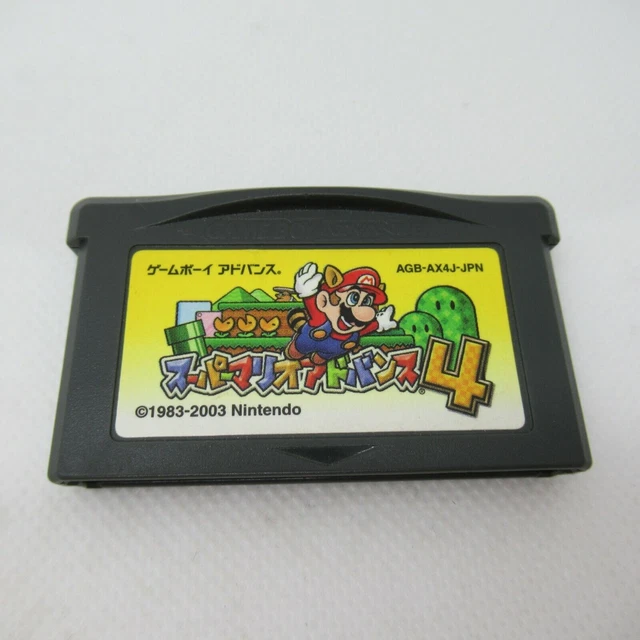 ゲームボーイ アドバンス®
AGB-AX4J-JPN
スーパーマリオアドバンス4
©1983-2003 Nintendo